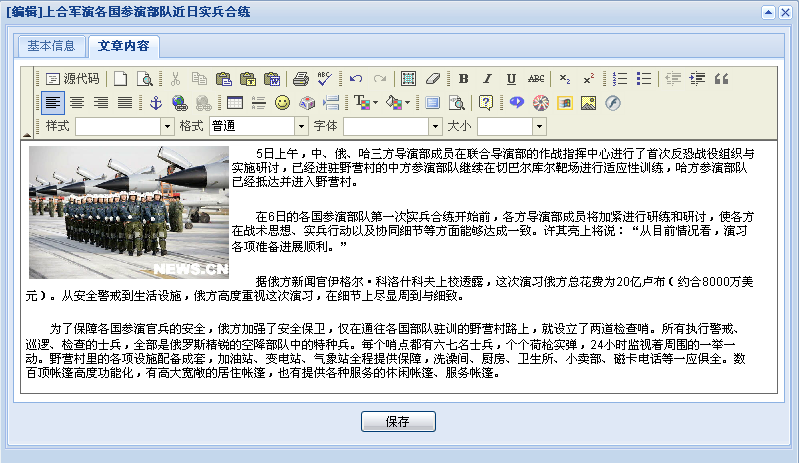 [编辑]上合军演各国参演部队近日实兵合练
基本信息 文章内容
源代码
样式 格式 普通 字体 大小
5日上午，中、俄、哈三方导演部成员在联合导演部的作战指挥中心进行了首次反恐战役组织与
实施研讨，已经进驻野营村的中方参演部队继续在切巴尔库尔靶场进行适应性训练，哈方参演部队
已经抵达并进入野营村。
在6日的各国参演部队第一次实兵合练开始前，各方导演部成员将加紧进行研练和研讨，使各方
在战术思想、实兵行动以及协同细节等方面能够达成一致。许其亮上将说：“从目前情况看，演习
各项准备进展顺利。”
据俄方新闻官伊格尔·科洛什科夫上校透露，这次演习俄方总花费为20亿卢布（约合8000万美
元）。从安全警戒到生活设施，俄方高度重视这次演习，在细节上尽显周到与细致。
为了保障各国参演官兵的安全，俄方加强了安全保卫，仅在通往各国部队驻训的野营村路上，就设立了两道检查哨。所有执行警戒、
巡逻、检查的士兵，全部是俄罗斯精锐的空降部队中的特种兵。每个哨点都有六七名士兵，个个荷枪实弹，24小时监视着周围的一举一
动。野营村里的各项设施配备成套，加油站、变电站、气象站全程提供保障，洗澡间、厨房、卫生所、小卖部、磁卡电话等一应俱全。数
百顶帐篷高度功能化，有高大宽敞的居住帐篷，也有提供各种服务的休闲帐篷、服务帐篷。
WWW.NEWS.CN
保存